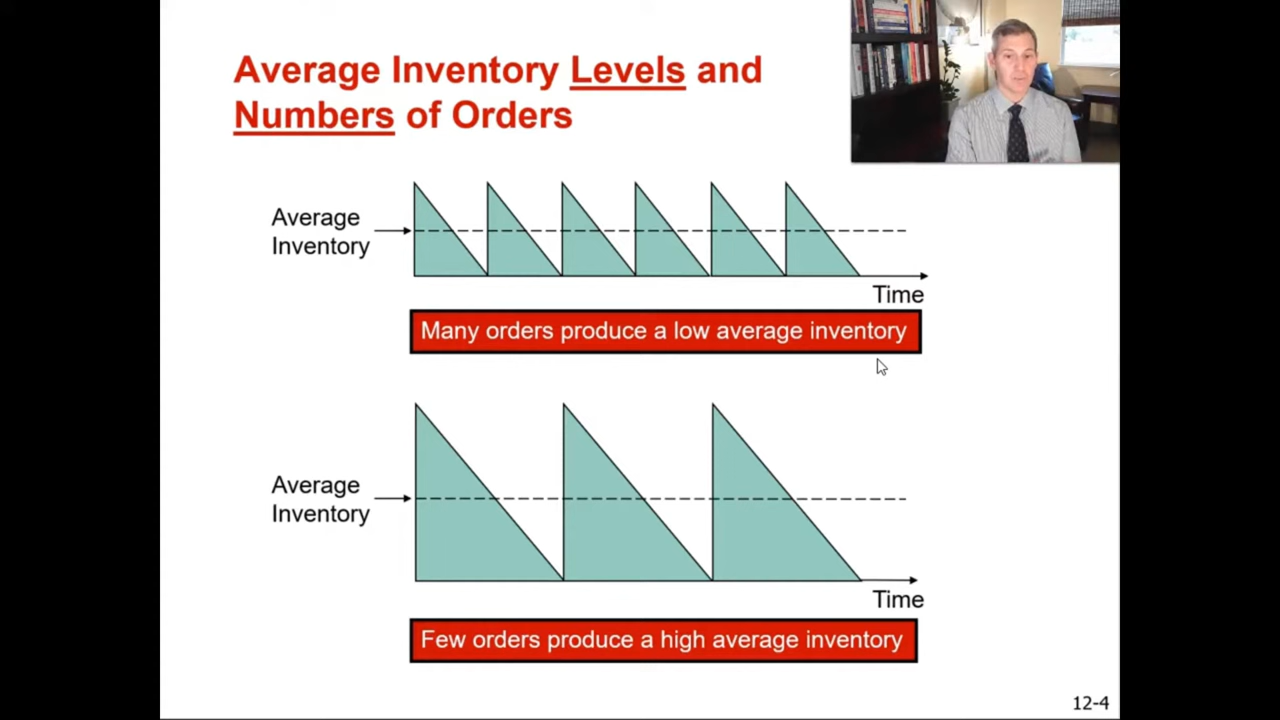 Average Inventory Levels and
Numbers of Orders
Average
Inventory
Time
Many orders produce a low average inventory
Average
Inventory
Time
Few orders produce a high average inventory
12-4